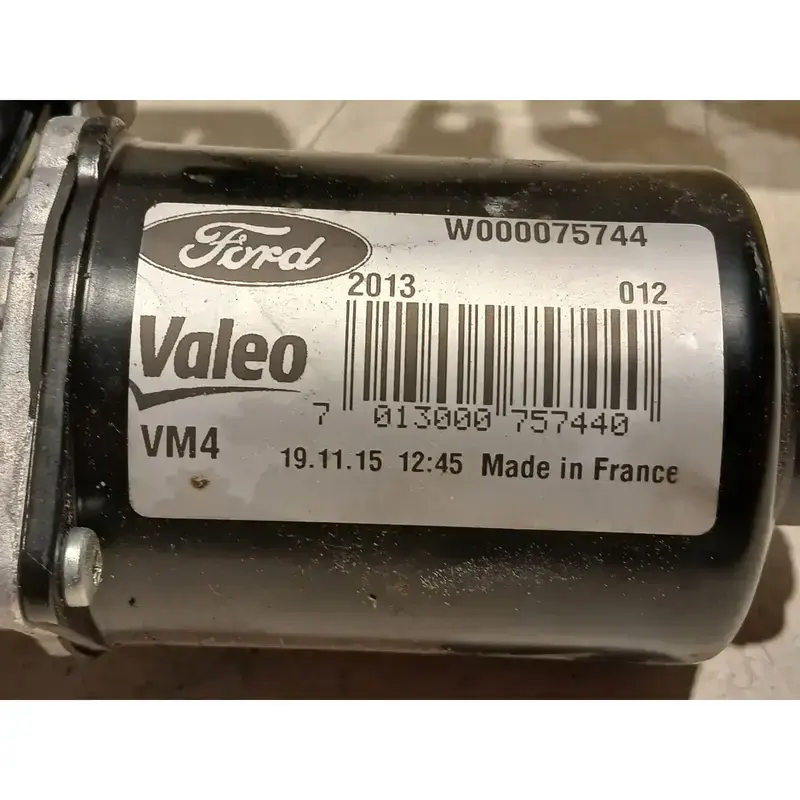 Ford
W000075744
2013 012
Valeo
7 013000 757440
VM4
19.11.15 12:45 Made in France